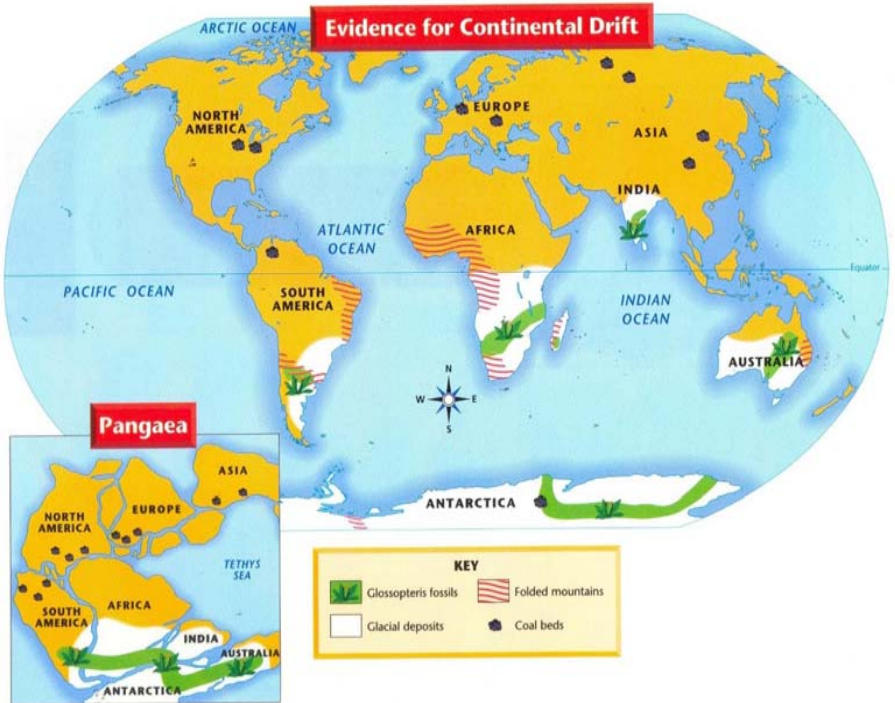 Evidence for Continental Drift
ARCTIC OCEAN
NORTH
AMERICA
EUROPE
ASIA
INDIA
ATLANTIC
OCEAN
AFRICA
Equator
PACIFIC OCEAN
SOUTH
AMERICA
INDIAN
OCEAN
AUSTRALIA
N
W
E
S
ANTARCTICA
Pangaea
ASIA
NORTH
AMERICA
EUROPE
TETHYS
SEA
SOUTH
AMERICA
AFRICA
INDIA
AUSTRALIA
ANTARCTICA
KEY
Glossopteris fossils
Folded mountains
Glacial deposits
Coal beds